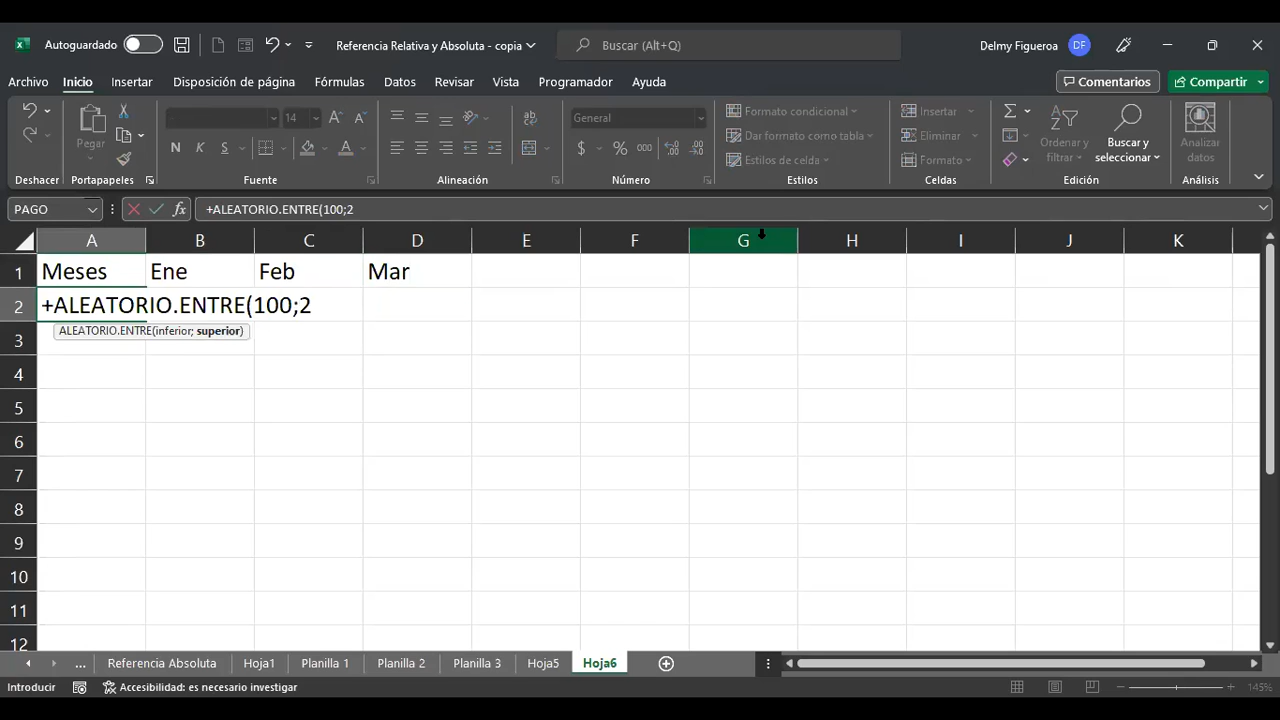 Autoguardado Referencia Relativa y Absoluta - copia Buscar (Alt+Q) Delmy Figueroa DF
Archivo Inicio Insertar Disposición de página Fórmulas Datos Revisar Vista Programador Ayuda Comentarios Compartir
14 General Formato condicional Insertar
Pegar Dar formato como tabla Eliminar Ordenar y filtrar Buscar y seleccionar Analizar datos
N K S $ % 000 Estilos de celda Formato
Deshacer Portapapeles Fuente Alineación Número Estilos Celdas Edición Análisis
PAGO fx +ALEATORIO.ENTRE(100;2
A B C D E F G H I J K
1 Meses Ene Feb Mar
2 +ALEATORIO.ENTRE(100;2
ALEATORIO.ENTRE(inferior; superior)
3
4
5
6
7
8
9
10
11
12
... Referencia Absoluta Hoja1 Planilla 1 Planilla 2 Planilla 3 Hoja5 Hoja6
Introducir Accesibilidad: es necesario investigar 145%